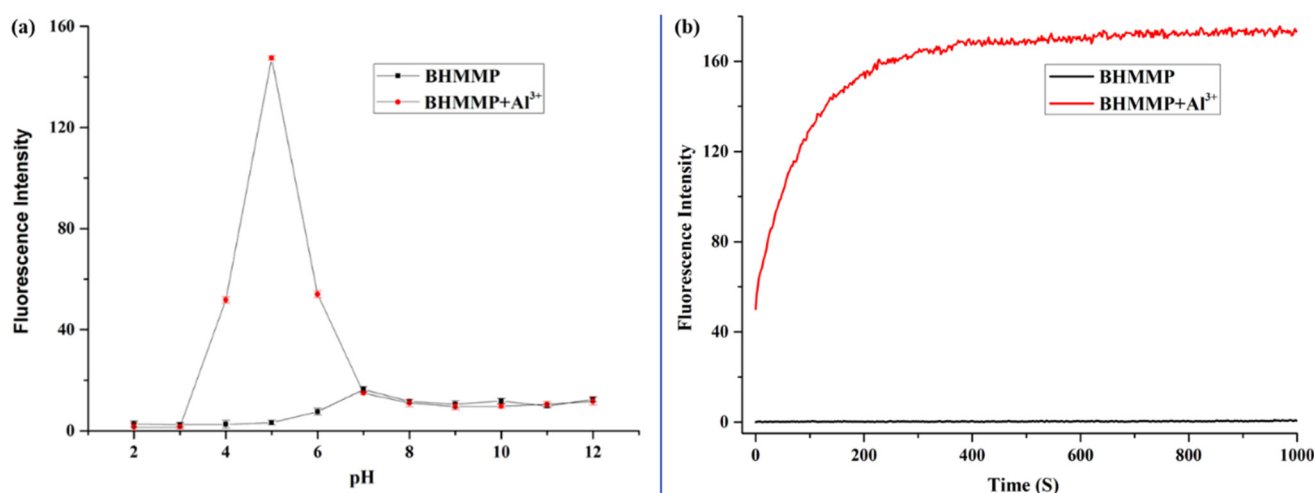 (a)
160
120
80
40
0
2
4
6
8
10
12
Fluorescence Intensity
pH
BHMMP
BHMMP+Al³⁺
(b)
160
120
80
40
0
0
200
400
600
800
1000
Fluorescence Intensity
Time (S)
BHMMP
BHMMP+Al³⁺